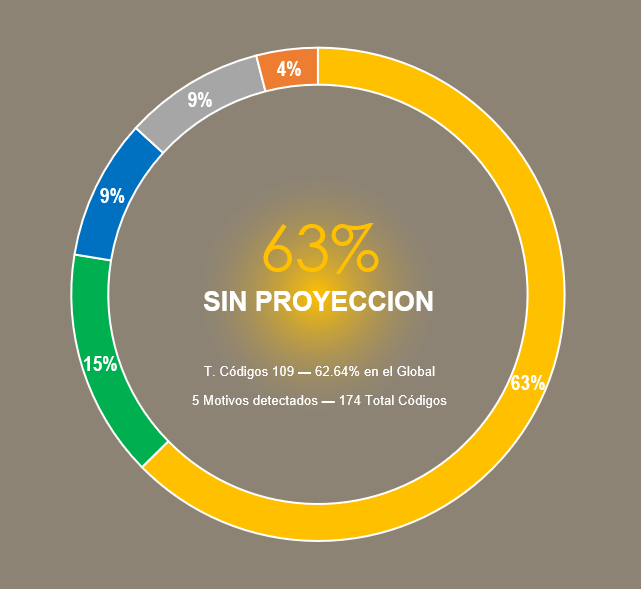 4%
9%
9%
63%
SIN PROYECCION
15%
T. Códigos 109 — 62.64% en el Global
63%
5 Motivos detectados — 174 Total Códigos